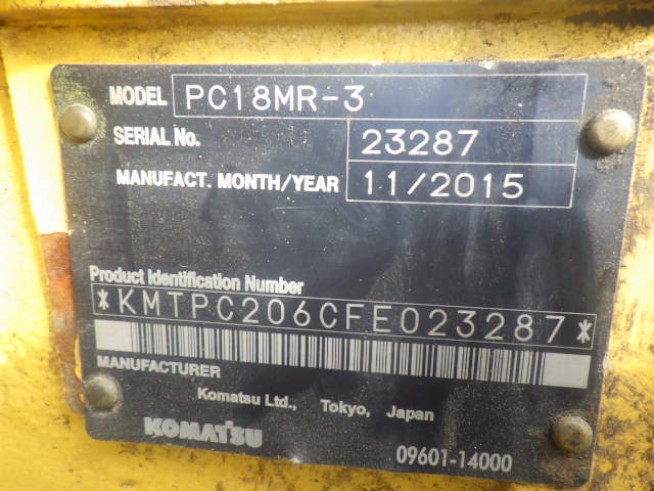 MODEL PC18MR-3
SERIAL No. 23287
MANUFACT. MONTH/YEAR 11/2015
Product Identification Number
*KMTPC206CFE023287*
MANUFACTURER
Komatsu Ltd., Tokyo, Japan
KOMATSU
09601-14000